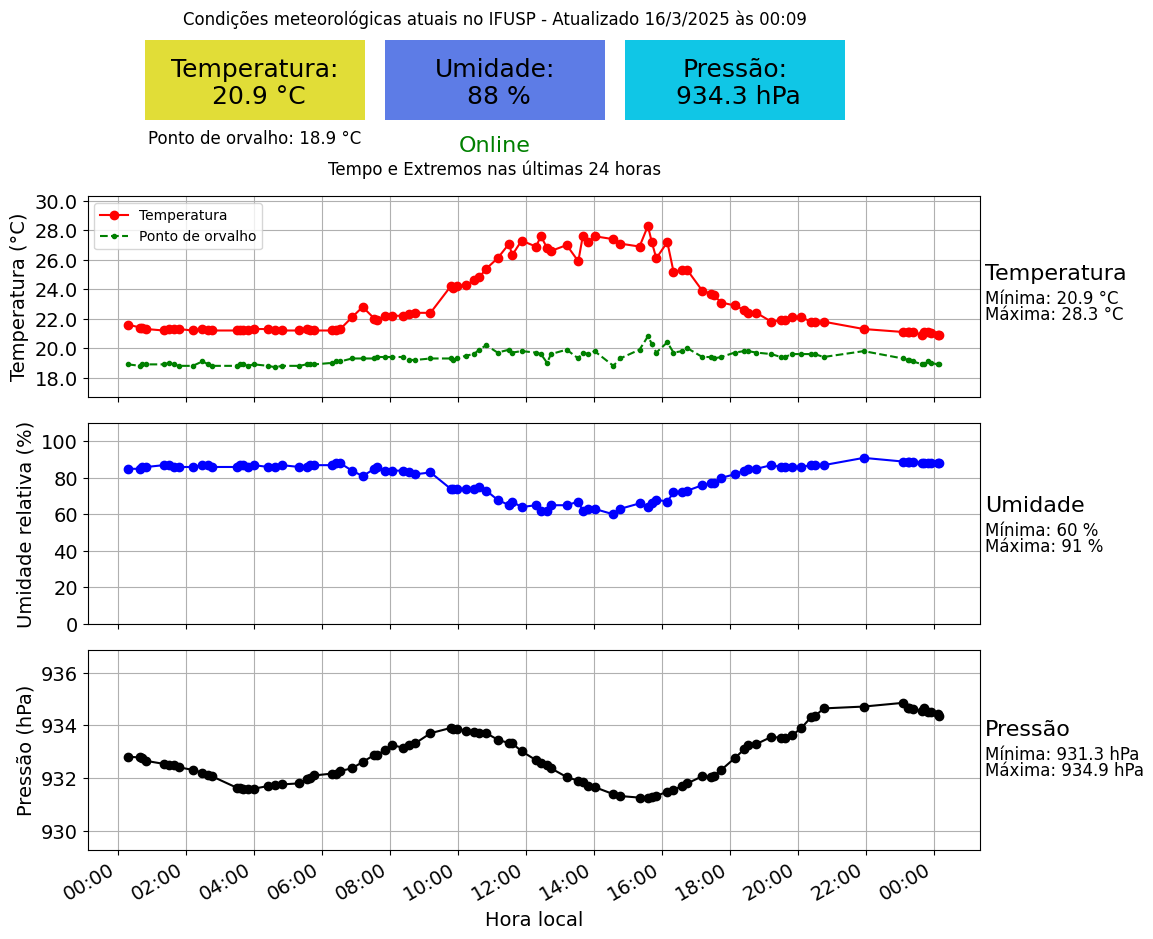 Condições meteorológicas atuais no IFUSP - Atualizado 16/3/2025 às 00:09
Temperatura:
20.9 °C
Umidade:
88 %
Pressão:
934.3 hPa
Ponto de orvalho: 18.9 °C
Online
Tempo e Extremos nas últimas 24 horas
Temperatura (°C)
30.0
28.0
26.0
24.0
22.0
20.0
18.0
Temperatura
Ponto de orvalho
Temperatura
Mínima: 20.9 °C
Máxima: 28.3 °C
Umidade relativa (%)
100
80
60
40
20
0
Umidade
Mínima: 60 %
Máxima: 91 %
Pressão (hPa)
936
934
932
930
Pressão
Mínima: 931.3 hPa
Máxima: 934.9 hPa
00:00 02:00 04:00 06:00 08:00 10:00 12:00 14:00 16:00 18:00 20:00 22:00 00:00
Hora local